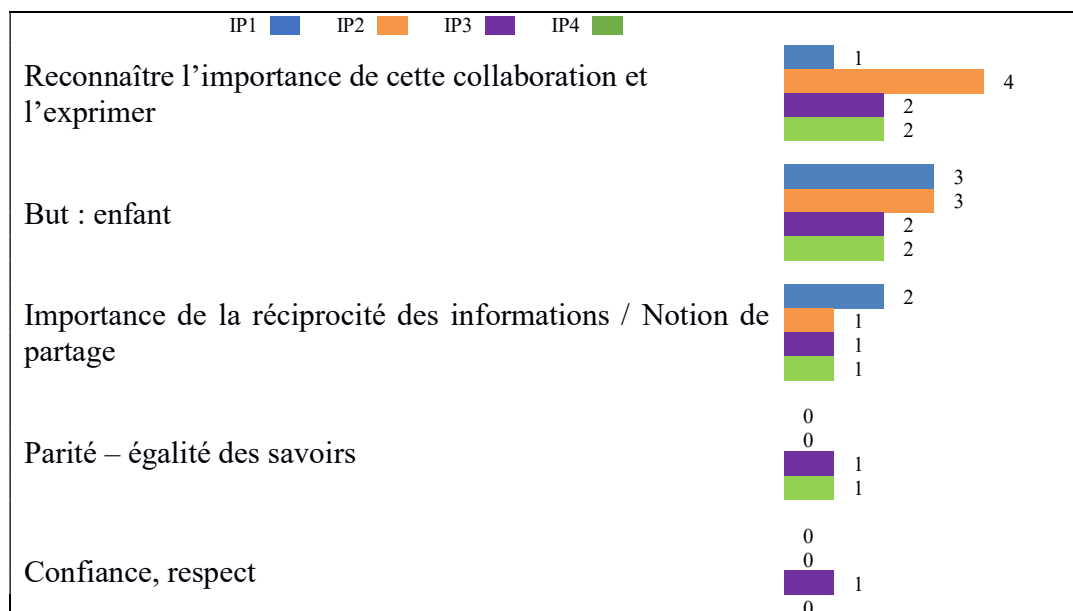 IP1 IP2 IP3 IP4
Reconnaître l’importance de cette collaboration et
l’exprimer
1
4
2
2
But : enfant
3
3
2
2
Importance de la réciprocité des informations / Notion de
partage
2
1
1
1
Parité – égalité des savoirs
0
0
1
1
Confiance, respect
0
0
1
0